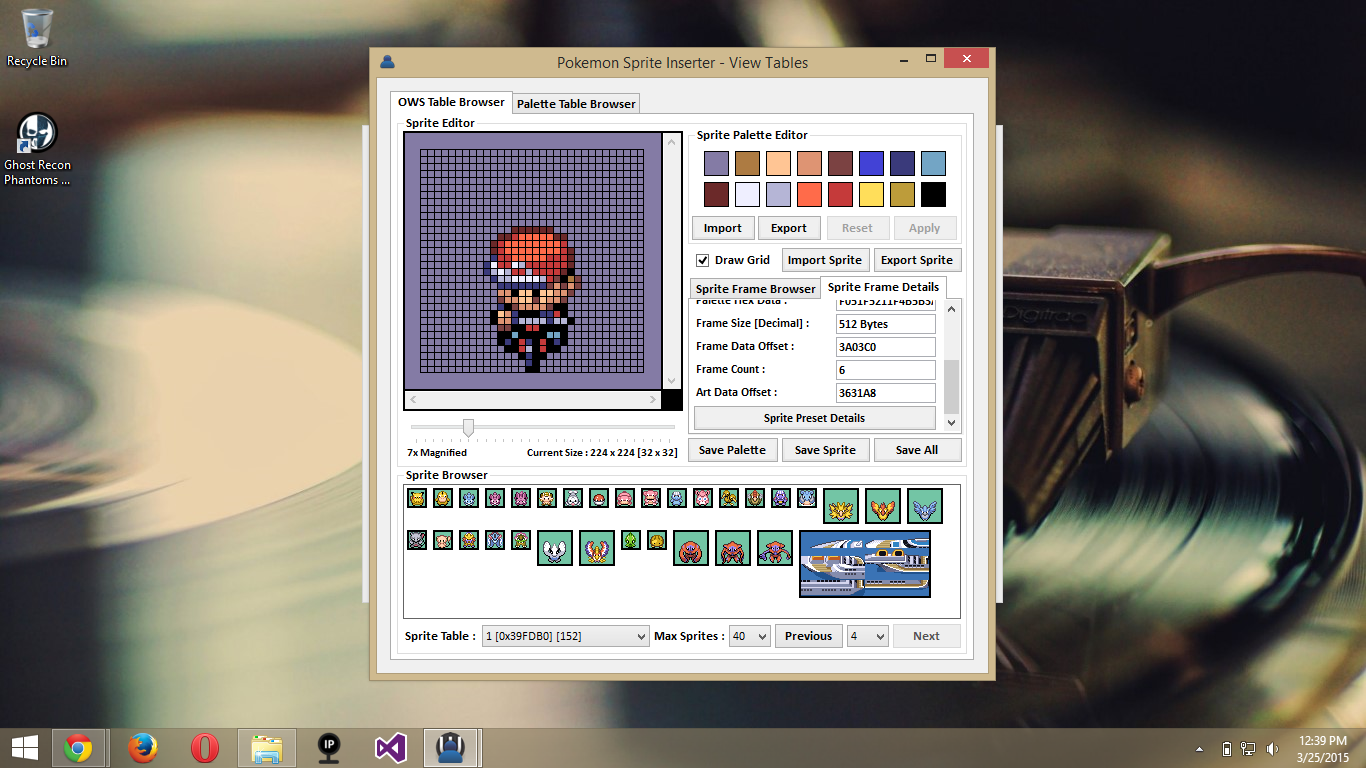 Recycle Bin
Ghost Recon
Phantoms ...
Pokemon Sprite Inserter - View Tables
OWS Table Browser
Palette Table Browser
Sprite Editor
Sprite Palette Editor
Import
Export
Reset
Apply
Draw Grid
Import Sprite
Export Sprite
Sprite Frame Browser
Sprite Frame Details
Palette Hex Data :
Frame Size [Decimal] :
512 Bytes
Frame Data Offset :
3A03C0
Frame Count :
6
Art Data Offset :
3631A8
Sprite Preset Details
7x Magnified
Current Size : 224 x 224 [32 x 32]
Save Palette
Save Sprite
Save All
Sprite Browser
Sprite Table :
1 [0x39FDB0] [152]
Max Sprites :
40
Previous
4
Next
Digitrac
IP
12:39 PM
3/25/2015